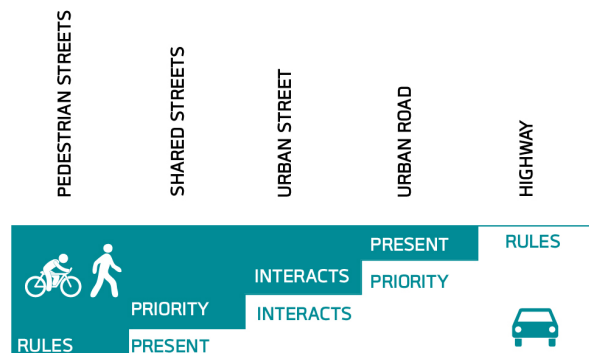 PEDESTRIAN STREETS
SHARED STREETS
URBAN STREET
URBAN ROAD
HIGHWAY
PRESENT
RULES
INTERACTS
PRIORITY
PRIORITY
INTERACTS
RULES
PRESENT